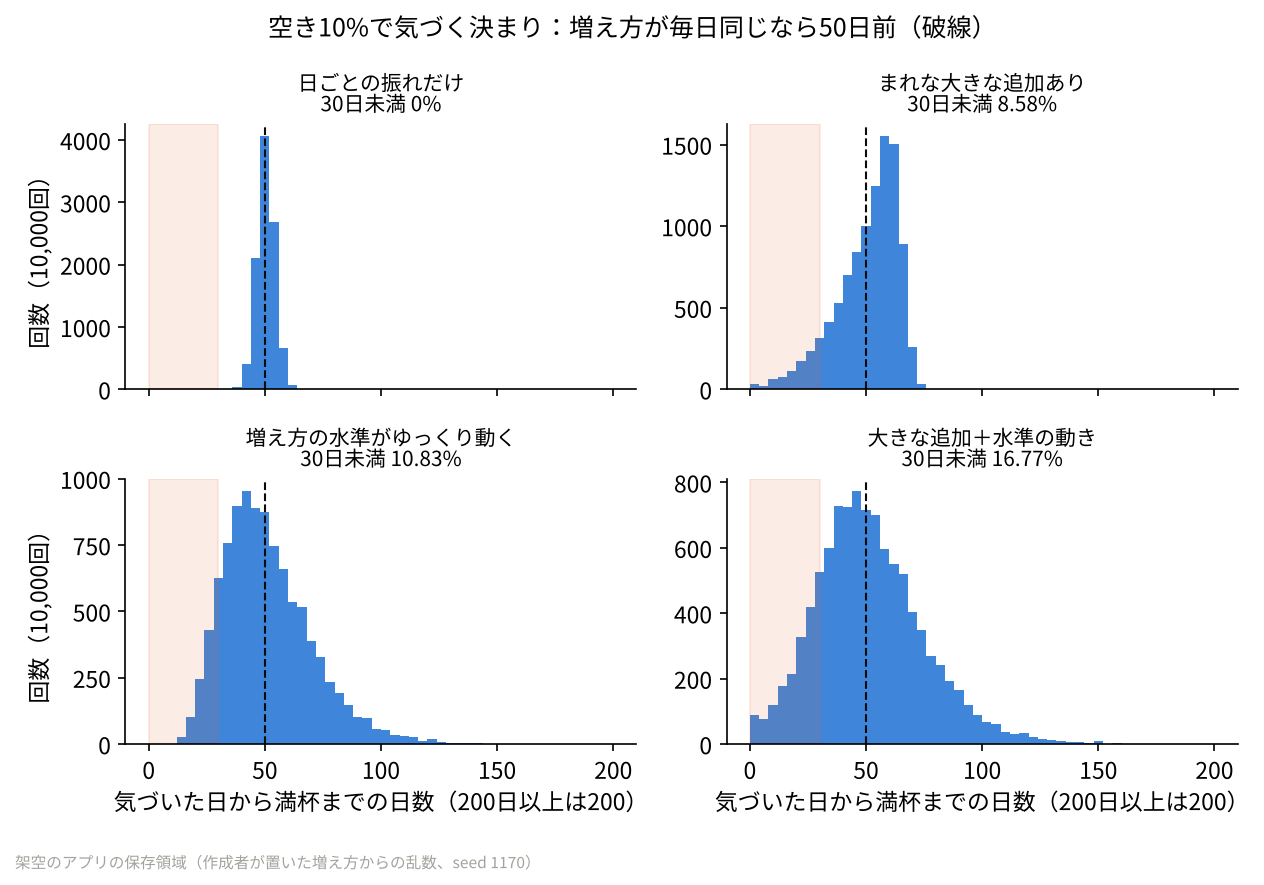 空き10%で気づく決まり：増え方が毎日同じなら50日前（破線）
日ごとの振れだけ
30日未満 0%
4000
3000
2000
1000
0
回数（10,000回）
まれな大きな追加あり
30日未満 8.58%
1500
1000
500
0
増え方の水準がゆっくり動く
30日未満 10.83%
1000
750
500
250
0
回数（10,000回）
0 50 100 150 200
気づいた日から満杯までの日数（200日以上は200）
大きな追加＋水準の動き
30日未満 16.77%
800
600
400
200
0
0 50 100 150 200
気づいた日から満杯までの日数（200日以上は200）
架空のアプリの保存領域（作成者が置いた増え方からの乱数、seed 1170）